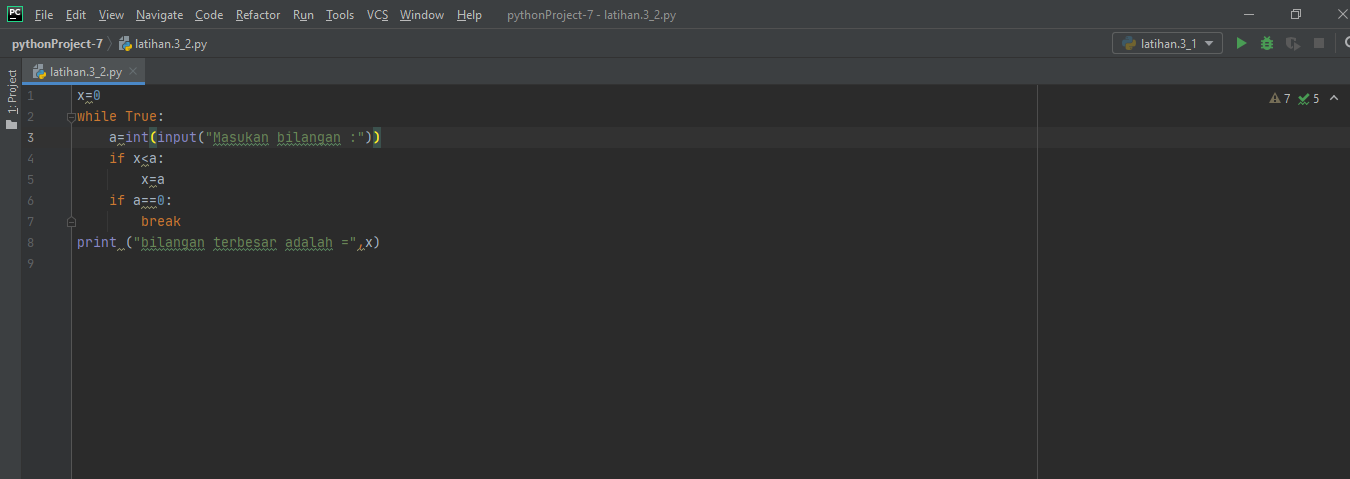 PC File Edit View Navigate Code Refactor Run Tools VCS Window Help pythonProject-7 - latihan.3_2.py
pythonProject-7 latihan.3_2.py latihan.3_1
1: Project
latihan.3_2.py
7 5
1 x=0
2 while True:
3     a=int(input("Masukan bilangan :"))
4     if x<a:
5         x=a
6     if a==0:
7         break
8 print ("bilangan terbesar adalah =",x)
9